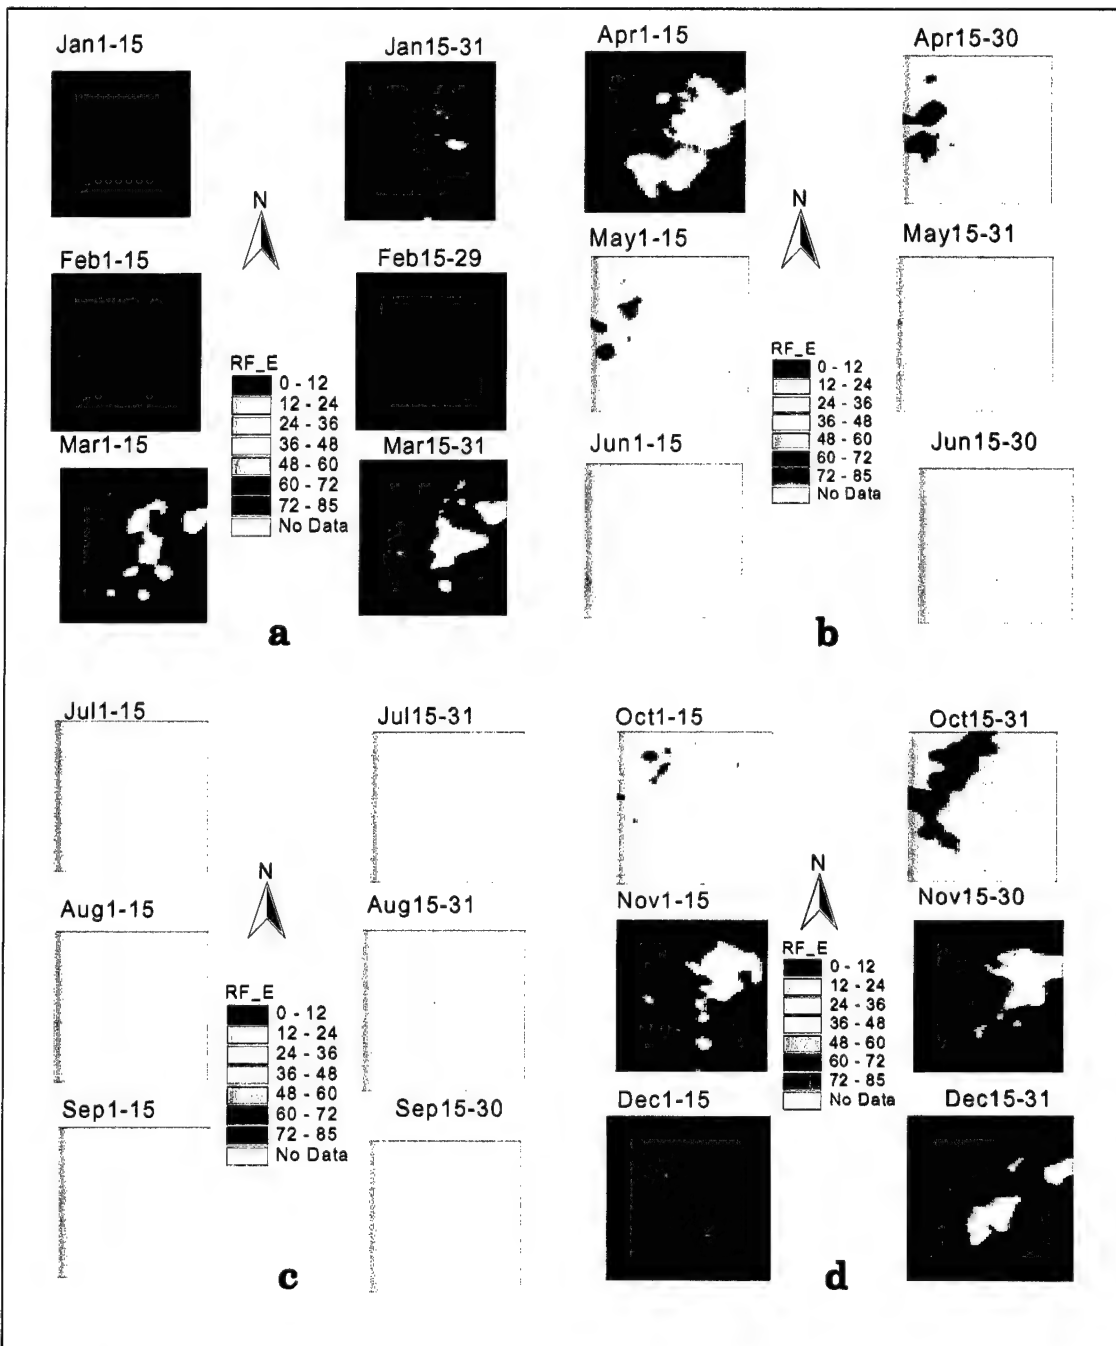 Jan1-15
Jan15-31
N
Feb1-15
Feb15-29
RF_E
0 - 12
12 - 24
24 - 36
36 - 48
48 - 60
60 - 72
72 - 85
No Data
Mar1-15
Mar15-31
a
Apr1-15
Apr15-30
N
May1-15
May15-31
RF_E
0 - 12
12 - 24
24 - 36
36 - 48
48 - 60
60 - 72
72 - 85
No Data
Jun1-15
Jun15-30
b
Jul1-15
Jul15-31
N
Aug1-15
Aug15-31
RF_E
0 - 12
12 - 24
24 - 36
36 - 48
48 - 60
60 - 72
72 - 85
No Data
Sep1-15
Sep15-30
c
Oct1-15
Oct15-31
N
Nov1-15
Nov15-30
RF_E
0 - 12
12 - 24
24 - 36
36 - 48
48 - 60
60 - 72
72 - 85
No Data
Dec1-15
Dec15-31
d